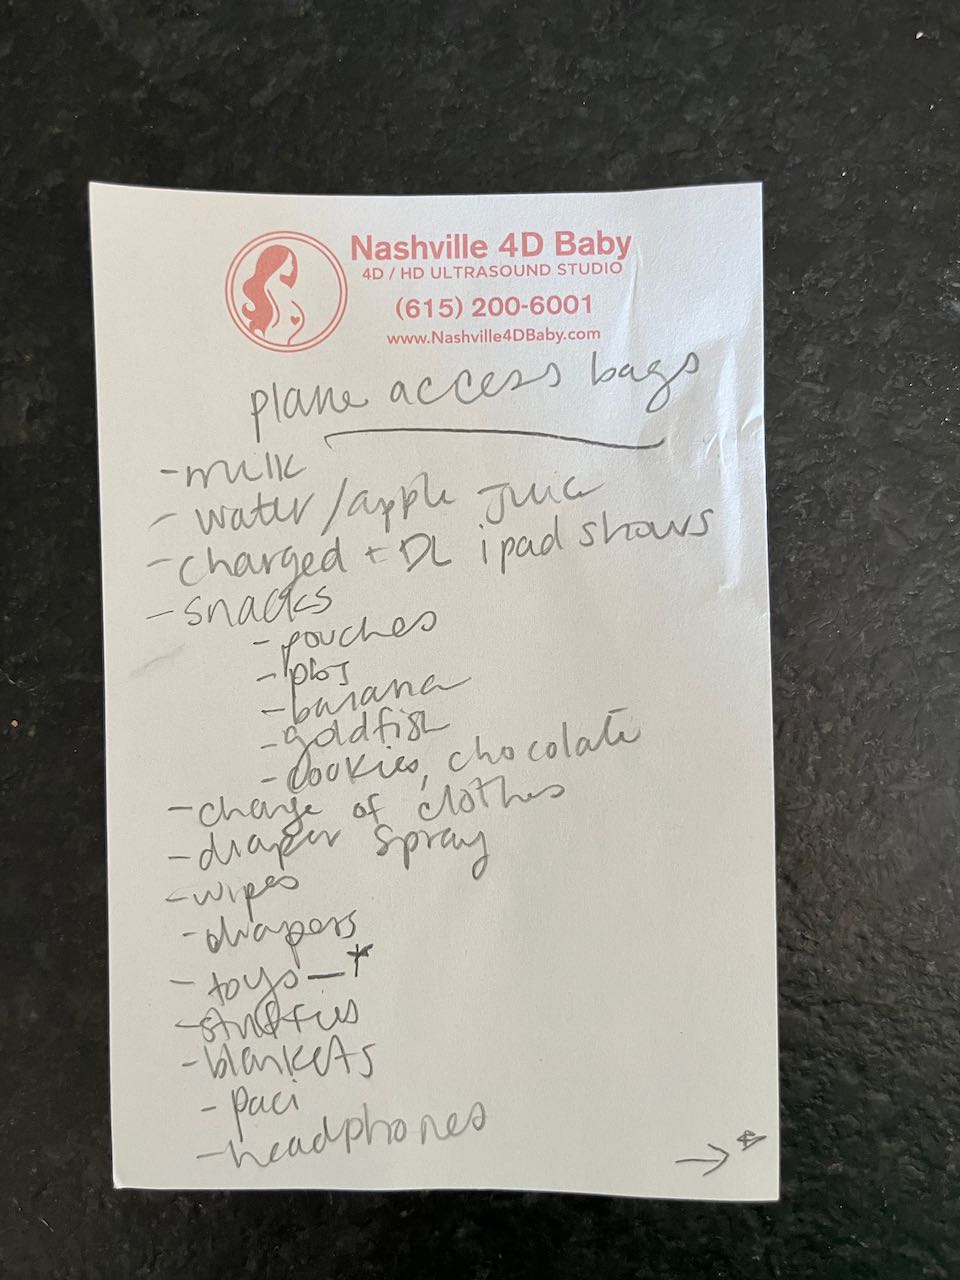 Nashville 4D Baby
4D / HD ULTRASOUND STUDIO
(615) 200-6001
www.Nashville4DBaby.com
plane access bags
- milk
- water / apple juice
- charged + DL ipad shows
- snacks
- pouches
- pbj
- banana
- goldfish
- cookies, chocolate
- change of clothes
- diaper spray
- wipes
- diapers
- toys - *
- stuffies
- blankets
- paci
- headphones
→ *